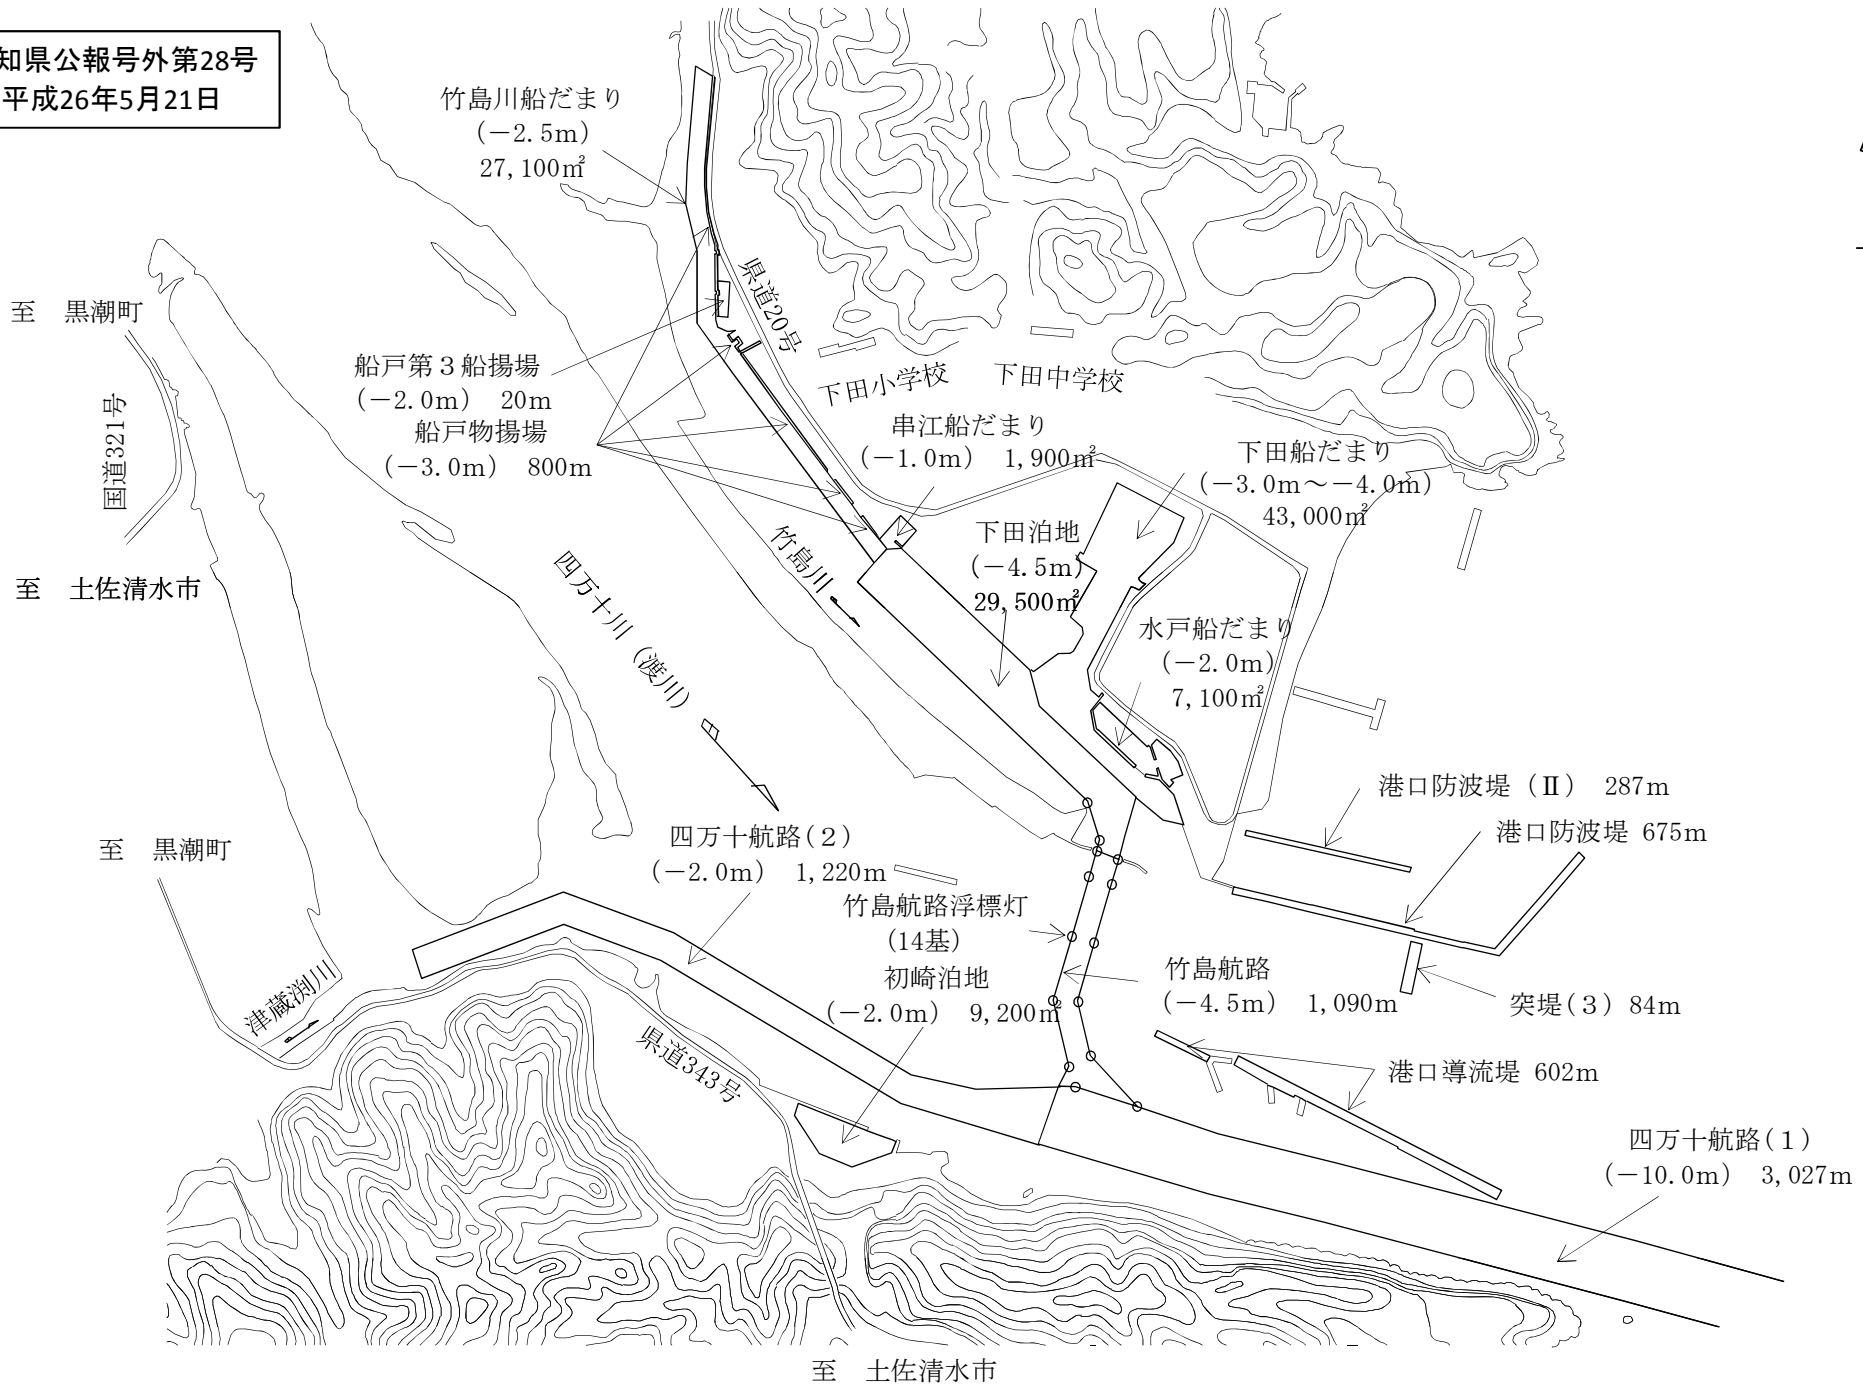 知県公報号外第28号
平成26年5月21日
竹島川船だまり
(−2.5m)
27,100㎡
県道20号
至　黒潮町
国道321号
至　土佐清水市
船戸第３船揚場
(−2.0m)　20m
船戸物揚場
(−3.0m)　800m
下田小学校
下田中学校
串江船だまり
(−1.0m)　1,900㎡
下田船だまり
(−3.0m～−4.0m)
43,000㎡
下田泊地
(−4.5m)
29,500㎡
竹島川
四万十川（渡川）
水戸船だまり
(−2.0m)
7,100㎡
港口防波堤（Ⅱ）　287m
港口防波堤 675m
至　黒潮町
四万十航路(２)
(−2.0m)　1,220m
竹島航路浮標灯
(14基)
初崎泊地
(−2.0m)　9,200㎡
竹島航路
(−4.5m)　1,090m
突堤(３) 84m
津蔵渕川
県道343号
港口導流堤 602m
四万十航路(１)
(−10.0m)　3,027m
至　土佐清水市